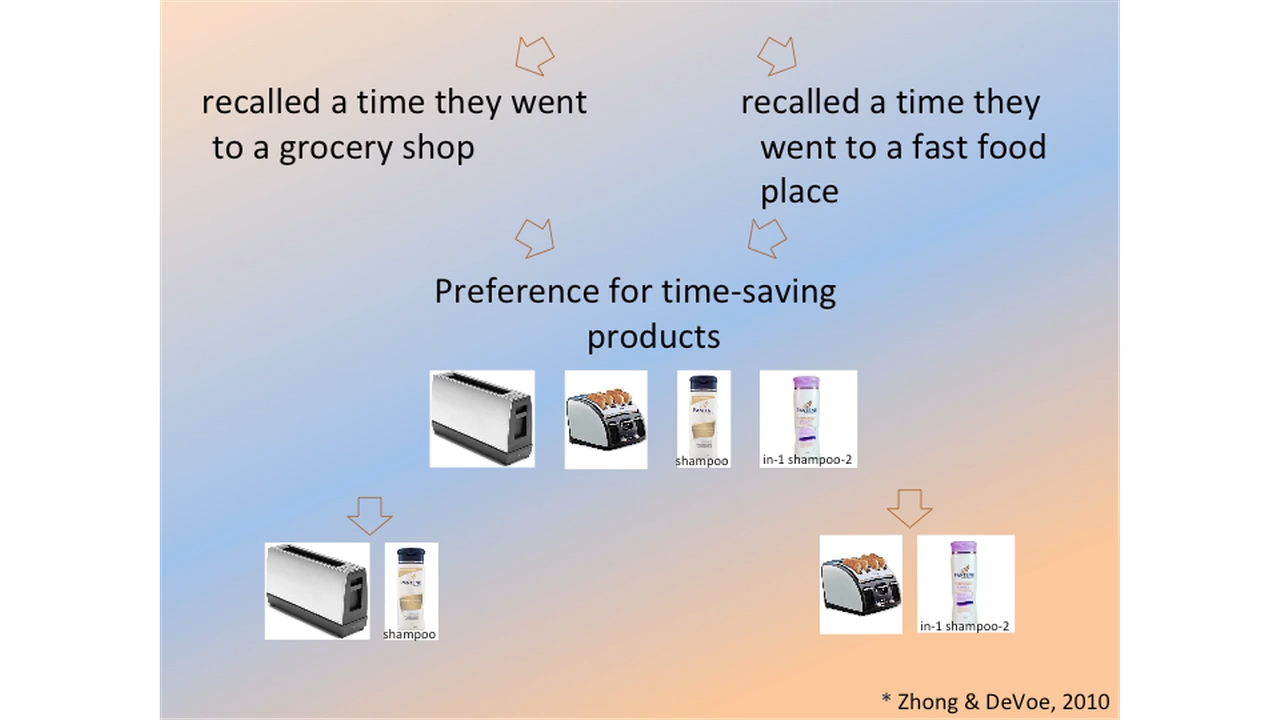 recalled a time they went
to a grocery shop
recalled a time they
went to a fast food
place
Preference for time-saving
products
shampoo
in-1 shampoo-2
shampoo
in-1 shampoo-2
* Zhong & DeVoe, 2010